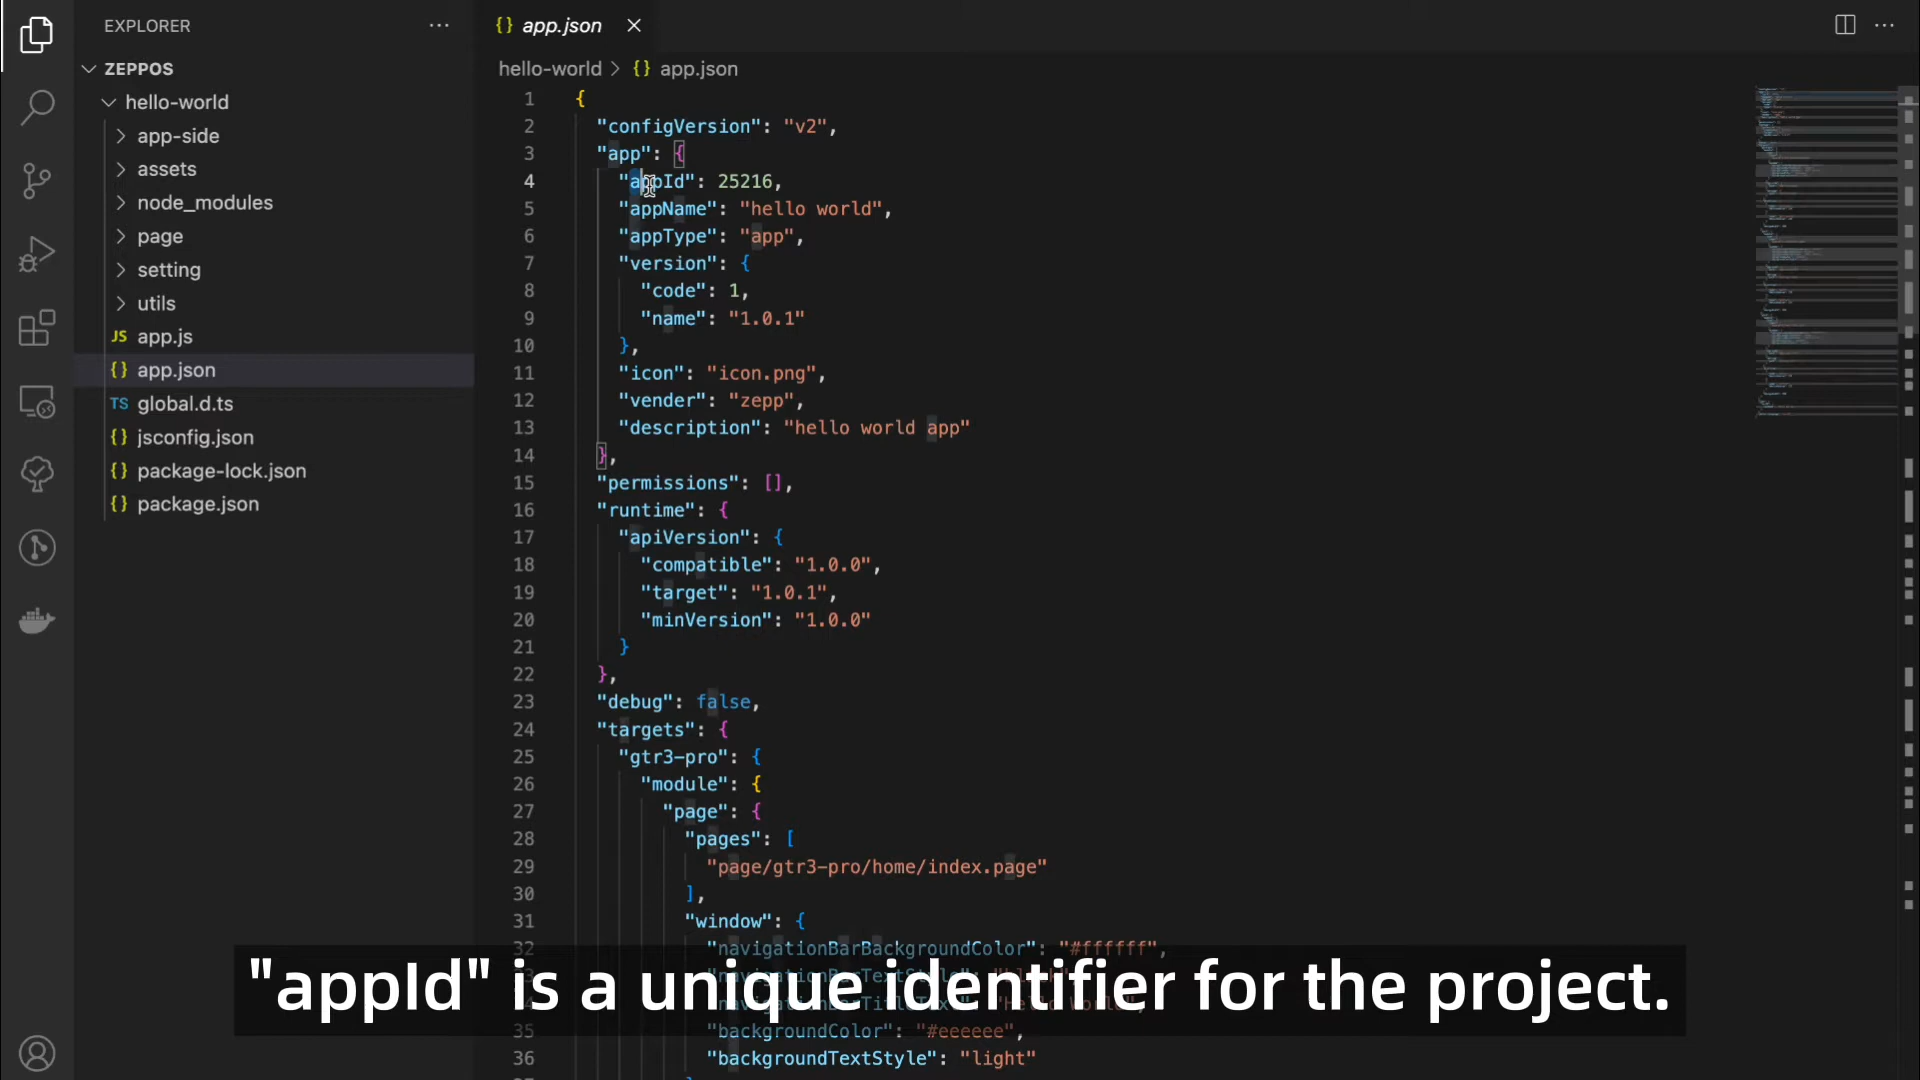 EXPLORER
ZEPPOS
hello-world
app-side
assets
node_modules
page
setting
utils
JS app.js
{} app.json
TS global.d.ts
{} jsconfig.json
{} package-lock.json
{} package.json
{} app.json
hello-world > {} app.json
1 {
2 "configVersion": "v2",
3 "app": {
4 "appId": 25216,
5 "appName": "hello world",
6 "appType": "app",
7 "version": {
8 "code": 1,
9 "name": "1.0.1"
10 },
11 "icon": "icon.png",
12 "vender": "zepp",
13 "description": "hello world app"
14 },
15 "permissions": [],
16 "runtime": {
17 "apiVersion": {
18 "compatible": "1.0.0",
19 "target": "1.0.1",
20 "minVersion": "1.0.0"
21 }
22 },
23 "debug": false,
24 "targets": {
25 "gtr3-pro": {
26 "module": {
27 "page": {
28 "pages": [
29 "page/gtr3-pro/home/index.page"
30 ],
31 "window": {
32 "navigationBarBackgroundColor": "#ffffff",
"appId" is a unique identifier for the project.
35 "backgroundColor": "#eeeeee",
36 "backgroundTextStyle": "light"